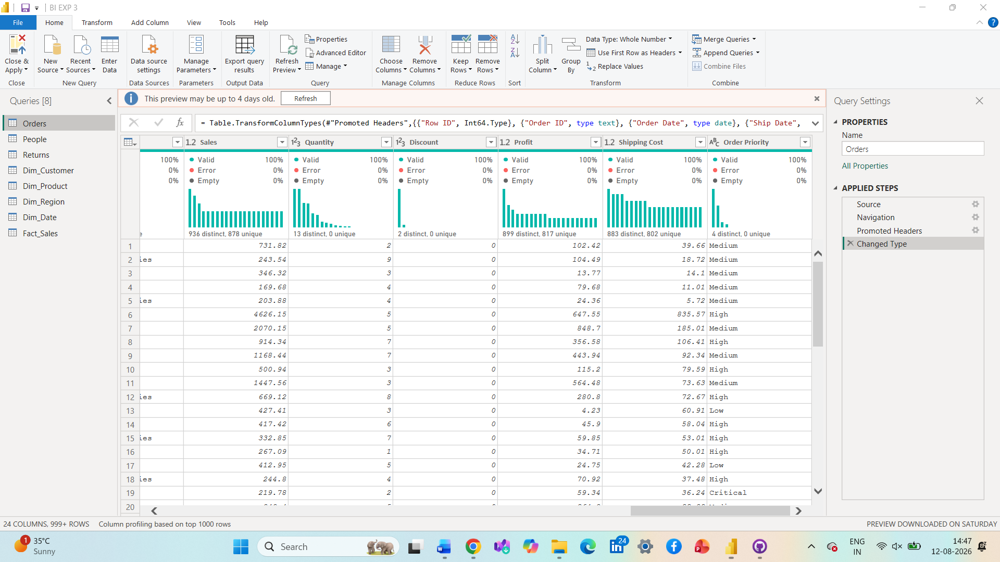 BI EXP 3
File Home Transform Add Column View Tools Help
Close & Apply
New Source
Recent Sources
Enter Data
Data source settings
Manage Parameters
Export query results
Refresh Preview
Properties
Advanced Editor
Manage
Choose Columns
Remove Columns
Keep Rows
Remove Rows
Split Column
Group By
Data Type: Whole Number
Use First Row as Headers
Replace Values
Merge Queries
Append Queries
Combine Files
Close New Query Data Sources Parameters Output Data Query Manage Columns Reduce Rows Sort Transform Combine
Queries [8]
Orders
People
Returns
Dim_Customer
Dim_Product
Dim_Region
Dim_Date
Fact_Sales
This preview may be up to 4 days old. Refresh
= Table.TransformColumnTypes(#"Promoted Headers",{{"Row ID", Int64.Type}, {"Order ID", type text}, {"Order Date", type date}, {"Ship Date",
1.2 Sales 123 Quantity 123 Discount 1.2 Profit 1.2 Shipping Cost ABC Order Priority
100% Valid 100% Valid 100% Valid 100% Valid 100% Valid 100% Valid 100%
0% Error 0% Error 0% Error 0% Error 0% Error 0% Error 0%
0% Empty 0% Empty 0% Empty 0% Empty 0% Empty 0% Empty 0%
936 distinct, 878 unique 13 distinct, 0 unique 2 distinct, 0 unique 899 distinct, 817 unique 883 distinct, 802 unique 4 distinct, 0 unique
1 731.82 2 0 102.42 39.66 Medium
2 ies 243.54 9 0 104.49 18.72 Medium
3 346.32 3 0 13.77 14.1 Medium
4 169.68 4 0 79.68 11.01 Medium
5 ies 203.88 4 0 24.36 5.72 Medium
6 4626.15 5 0 647.55 835.57 High
7 2070.15 5 0 848.7 185.01 Medium
8 914.34 7 0 356.58 106.41 High
9 1168.44 7 0 443.94 92.34 Medium
10 500.94 3 0 115.2 79.59 High
11 1447.56 3 0 564.48 73.63 Medium
12 ies 669.12 8 0 280.8 72.67 High
13 427.41 3 0 4.23 60.91 Low
14 417.42 6 0 45.9 58.04 High
15 ies 332.85 7 0 59.85 53.01 High
16 267.09 1 0 34.71 50.01 High
17 412.95 5 0 24.75 42.28 Low
18 ies 244.8 4 0 70.92 37.48 High
19 219.78 2 0 59.34 36.24 Critical
20
Query Settings
PROPERTIES
Name
Orders
All Properties
APPLIED STEPS
Source
Navigation
Promoted Headers
Changed Type
24 COLUMNS, 999+ ROWS Column profiling based on top 1000 rows PREVIEW DOWNLOADED ON SATURDAY
1 35°C
Sunny
Search
24
ENG
IN
14:47
12-08-2026